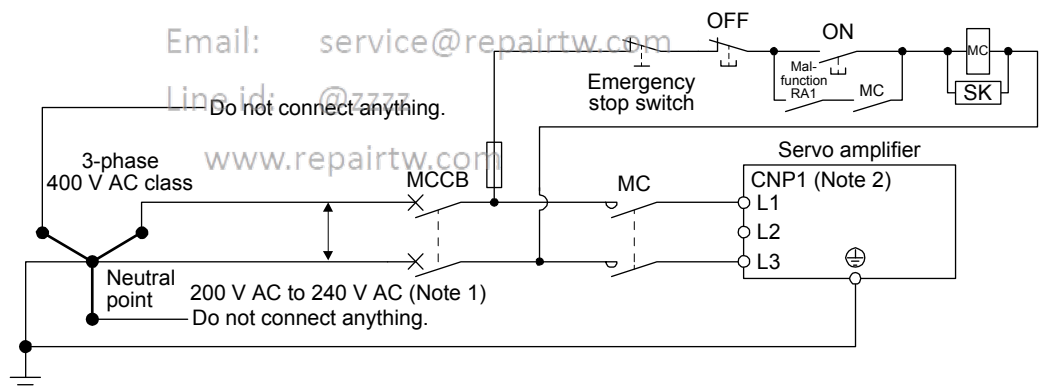 OFF
ON
Email: service@repairtw.com
MC
Mal-
function
RA1
MC
Emergency
stop switch
SK
Line id: @zzzz
Do not connect anything.
www.repairtw.com
3-phase
400 V AC class
MCCB
MC
Servo amplifier
CNP1 (Note 2)
L1
L2
L3
Neutral
point
200 V AC to 240 V AC (Note 1)
Do not connect anything.